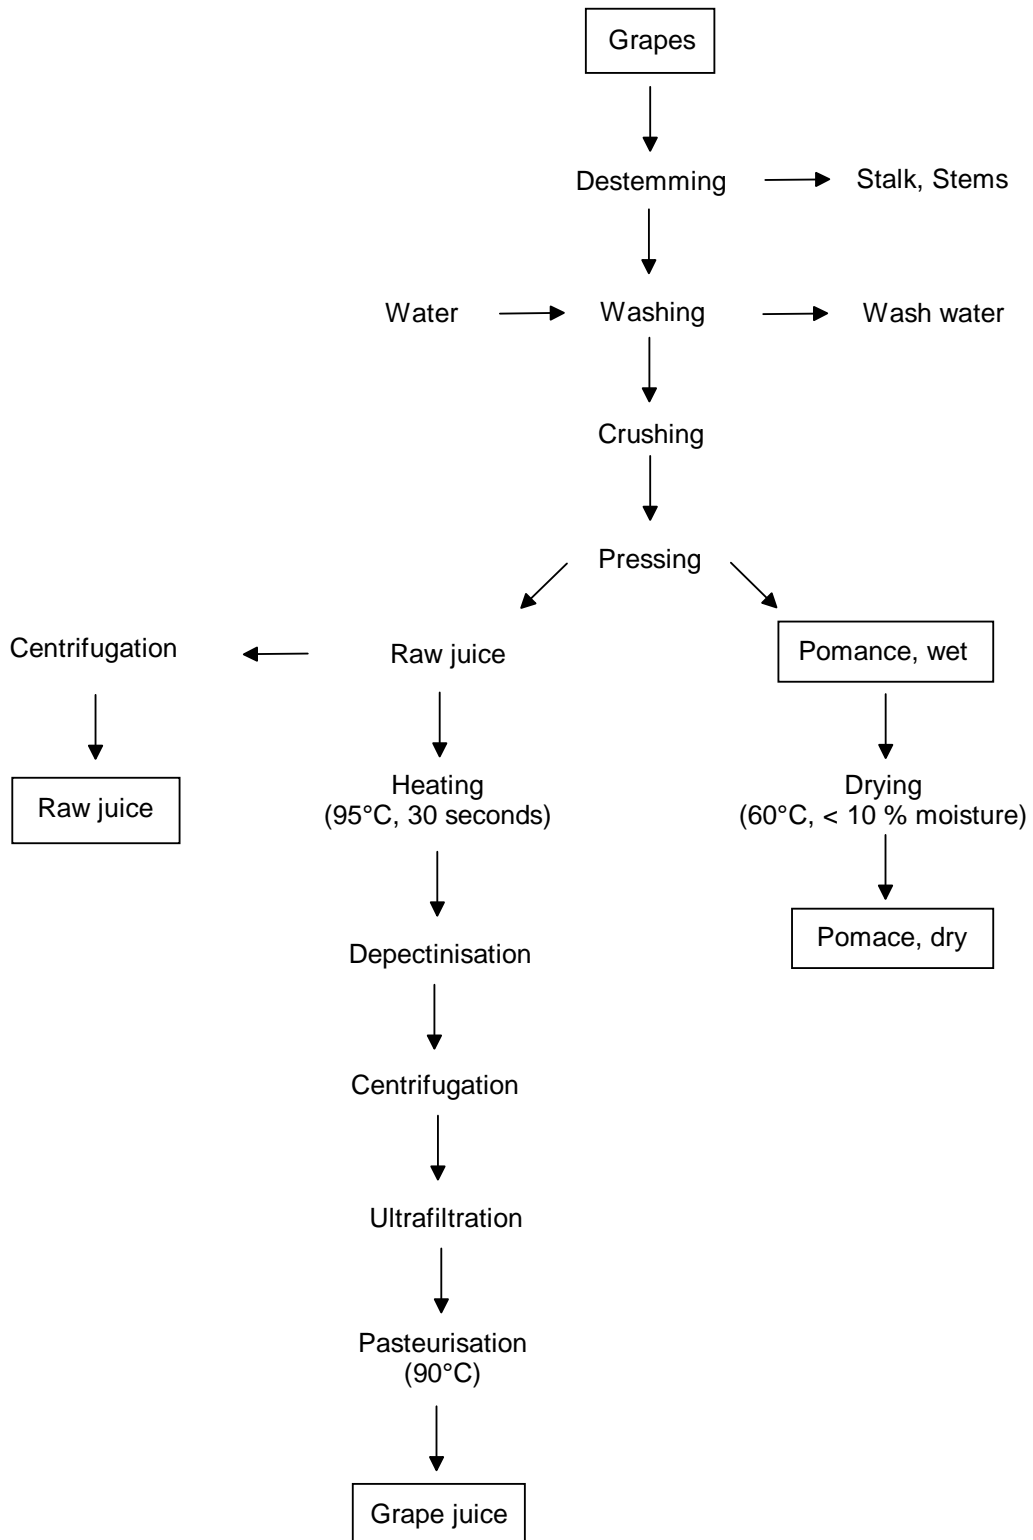 Grapes
Destemming
Stalk, Stems
Water
Washing
Wash water
Crushing
Pressing
Centrifugation
Raw juice
Pomance, wet
Raw juice
Heating
(95°C, 30 seconds)
Drying
(60°C, < 10 % moisture)
Depectinisation
Pomace, dry
Centrifugation
Ultrafiltration
Pasteurisation
(90°C)
Grape juice